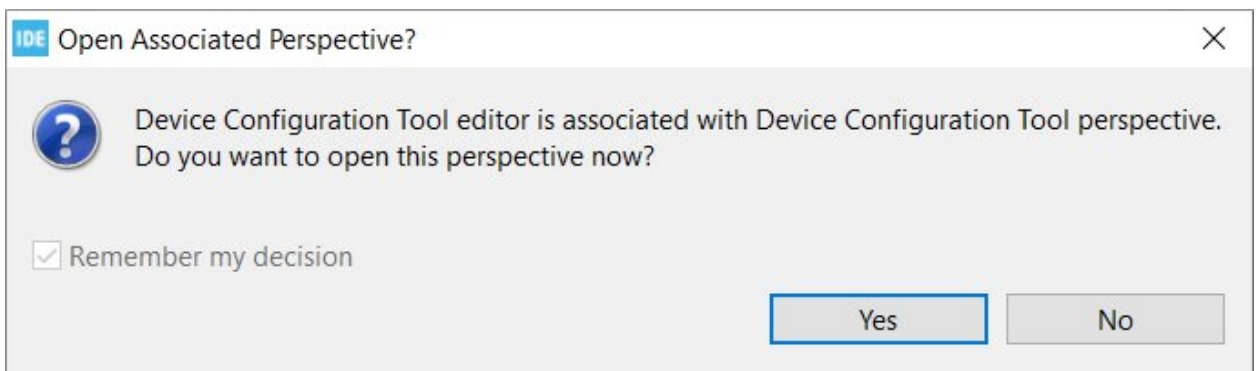 IDE Open Associated Perspective?
Device Configuration Tool editor is associated with Device Configuration Tool perspective.
Do you want to open this perspective now?
Remember my decision
Yes No